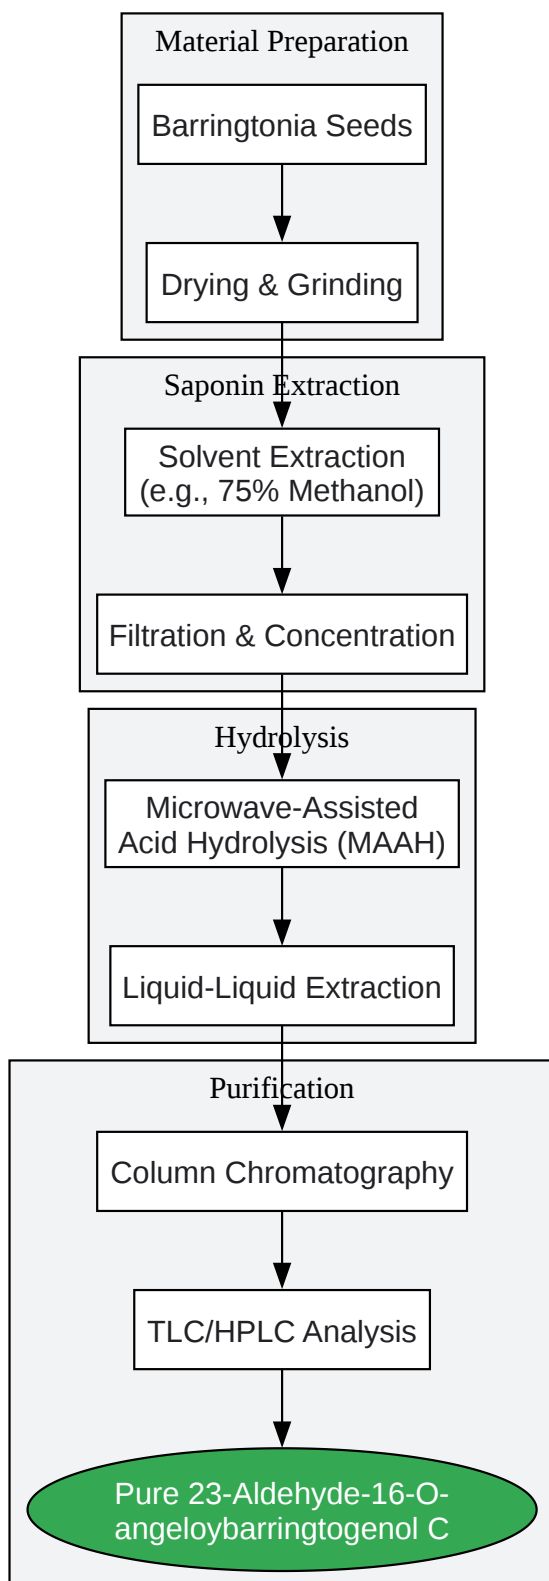 Material Preparation
Barringtonia Seeds
Drying & Grinding
Saponin Extraction
Solvent Extraction
(e.g., 75% Methanol)
Filtration & Concentration
Hydrolysis
Microwave-Assisted
Acid Hydrolysis (MAAH)
Liquid-Liquid Extraction
Purification
Column Chromatography
TLC/HPLC Analysis
Pure 23-Aldehyde-16-O-
angeloybarringtogenol C